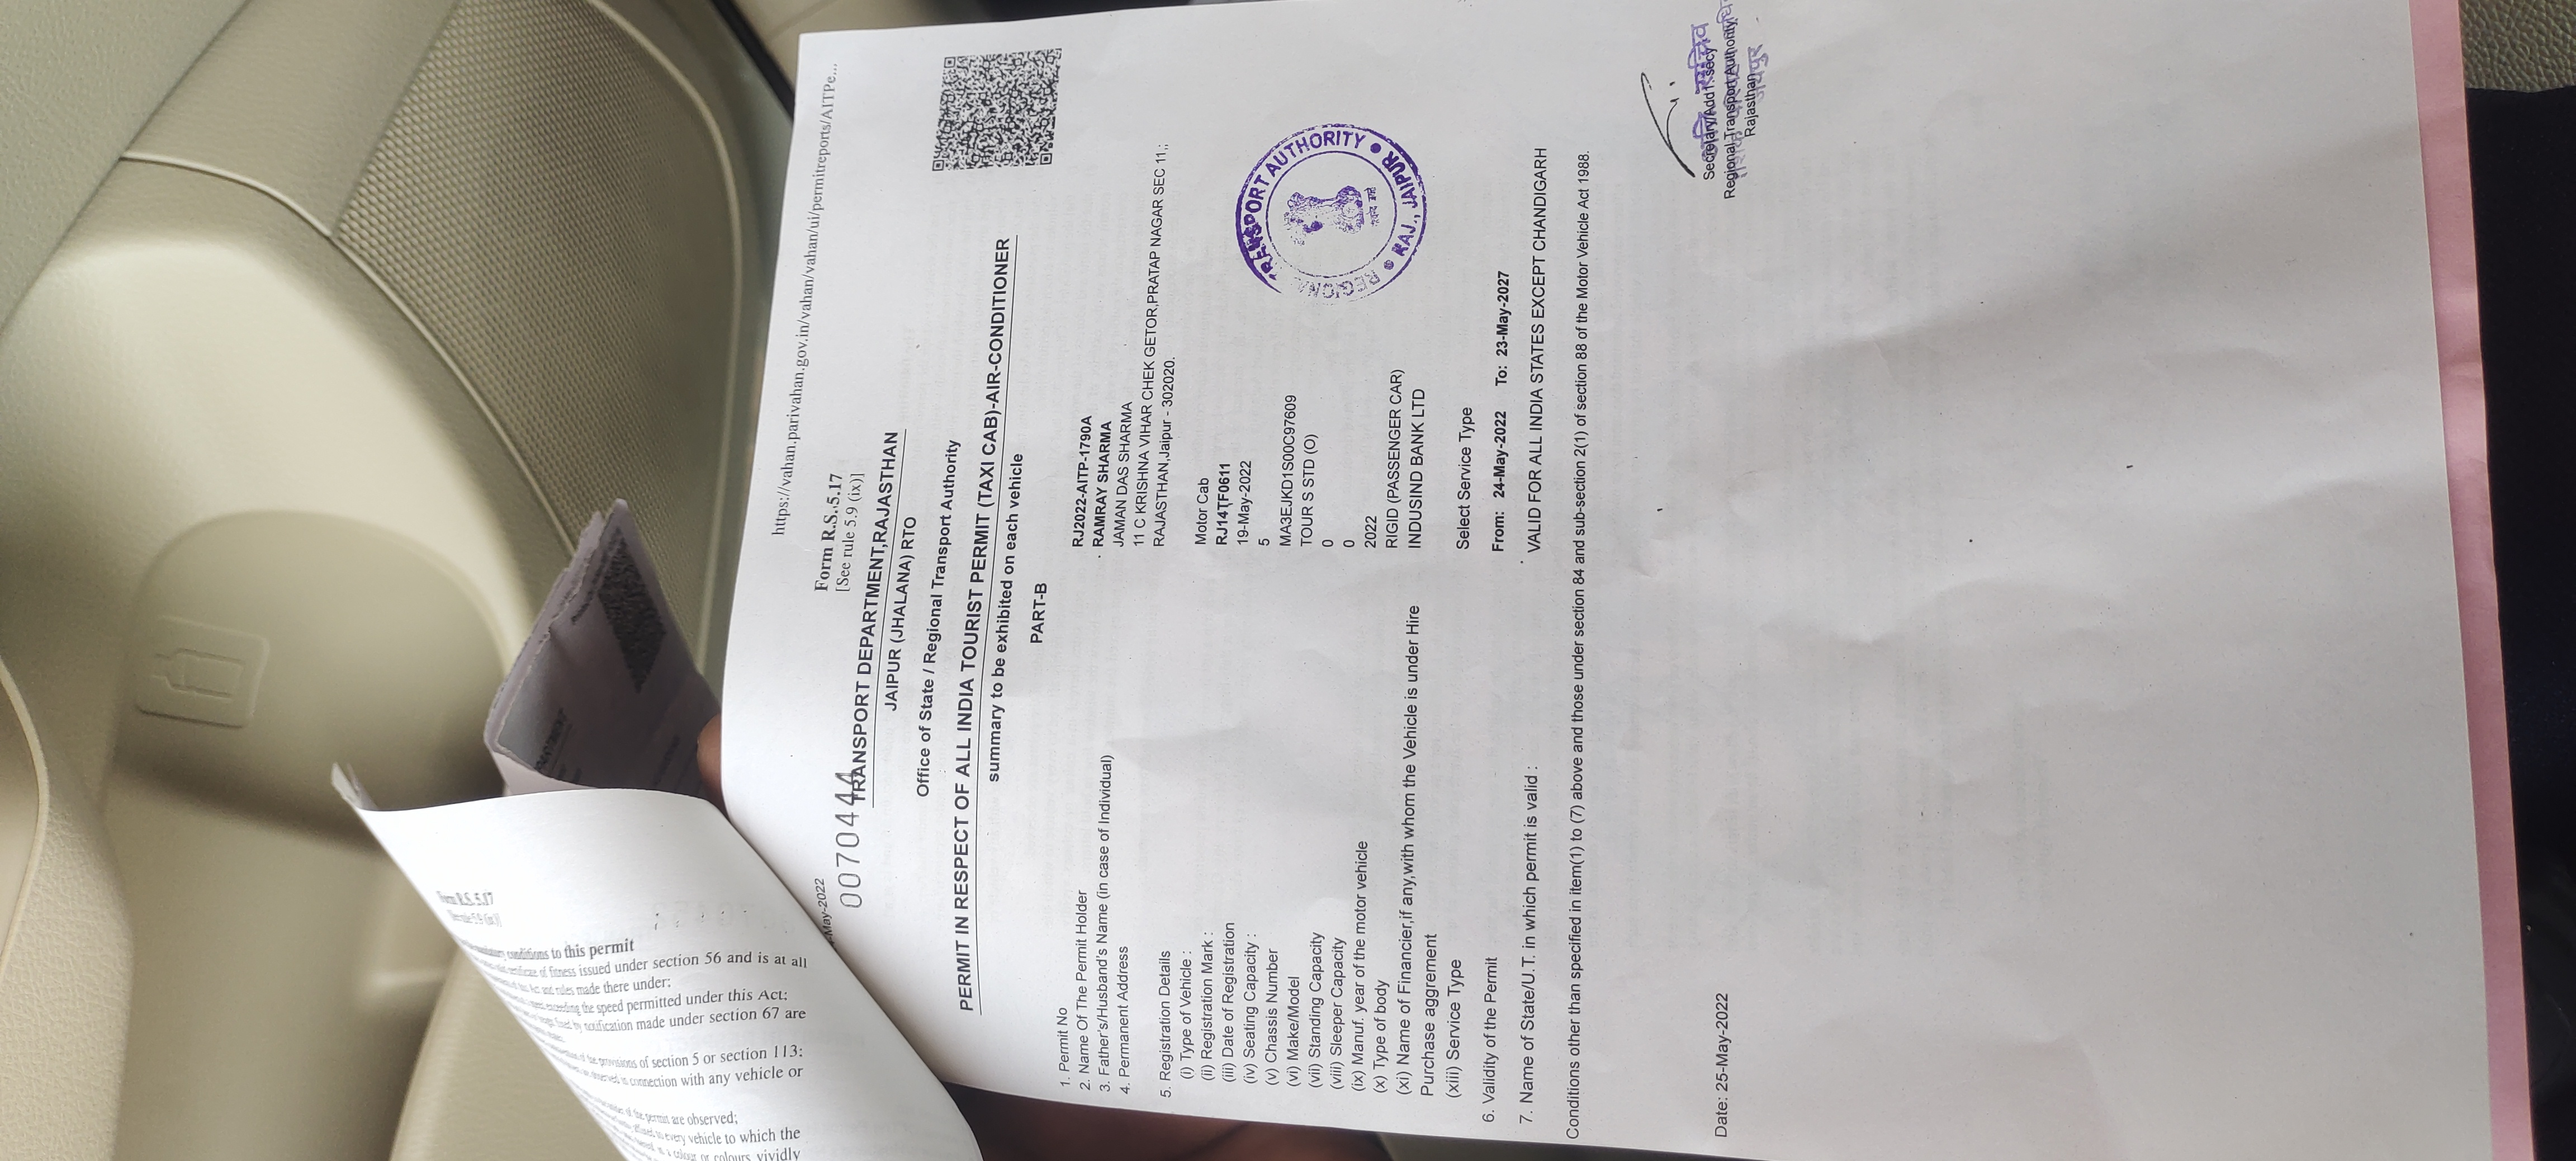 Form R.S.5.17
conditions to this permit
certificate of fitness issued under section 56 and is at all
Act and rules made there under:
exceeding the speed permitted under this Act:
by notification made under section 67 are
provisions of section 5 or section 113:
in connection with any vehicle or
of the permit are observed;
every vehicle to which the
or colours vividly
https://vahan.parivahan.gov.in/vahan/vahan/ui/permitreports/AITPe...
-May-2022
Form R.S.5.17
0070444
[See rule 5.9 (ix)]
TRANSPORT DEPARTMENT,RAJASTHAN
JAIPUR (JHALANA) RTO
Office of State / Regional Transport Authority
PERMIT IN RESPECT OF ALL INDIA TOURIST PERMIT (TAXI CAB)-AIR-CONDITIONER
summary to be exhibited on each vehicle
PART-B
1. Permit No RJ2022-AITP-1790A
2. Name Of The Permit Holder RAMRAY SHARMA
3. Father's/Husband's Name (in case of Individual) JAMAN DAS SHARMA
4. Permanent Address 11 C KRISHNA VIHAR CHEK GETOR,PRATAP NAGAR SEC 11,;
RAJASTHAN,Jaipur - 302020.
5. Registration Details
(i) Type of Vehicle : Motor Cab
(ii) Registration Mark : RJ14TF0611
(iii) Date of Registration 19-May-2022
(iv) Seating Capacity : 5
(v) Chassis Number MA3EJKD1S00C97609
(vi) Make/Model TOUR S STD (O)
(vii) Standing Capacity 0
(viii) Sleeper Capacity 0
(ix) Manuf. year of the motor vehicle 2022
(x) Type of body RIGID (PASSENGER CAR)
(xi) Name of Financier,if any,with whom the Vehicle is under Hire INDUSIND BANK LTD
Purchase aggrement
(xiii) Service Type Select Service Type
6. Validity of the Permit From: 24-May-2022 To: 23-May-2027
7. Name of State/U.T. in which permit is valid : VALID FOR ALL INDIA STATES EXCEPT CHANDIGARH
REGIONAL TRANSPORT AUTHORITY
RAJ., JAIPUR
Conditions other than specified in item(1) to (7) above and those under section 84 and sub-section 2(1) of section 88 of the Motor Vehicle Act 1988.
Date: 25-May-2022
Secretary/Add1.secy
सचिव
Regional Transport Authority
Rajasthan
जयपुर